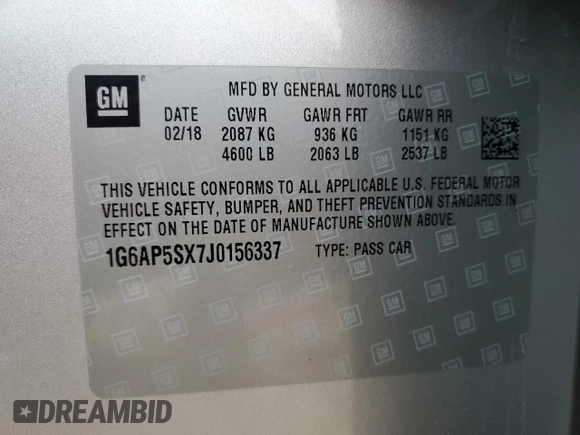 GM
MFD BY GENERAL MOTORS LLC
DATE GVWR GAWR FRT GAWR RR
02/18 2087 KG 936 KG 1151 KG
4600 LB 2063 LB 2537 LB
THIS VEHICLE CONFORMS TO ALL APPLICABLE U.S. FEDERAL MOTOR
VEHICLE SAFETY, BUMPER, AND THEFT PREVENTION STANDARDS IN
EFFECT ON THE DATE OF MANUFACTURE SHOWN ABOVE.
1G6AP5SX7J0156337 TYPE: PASS CAR
DREAMBID